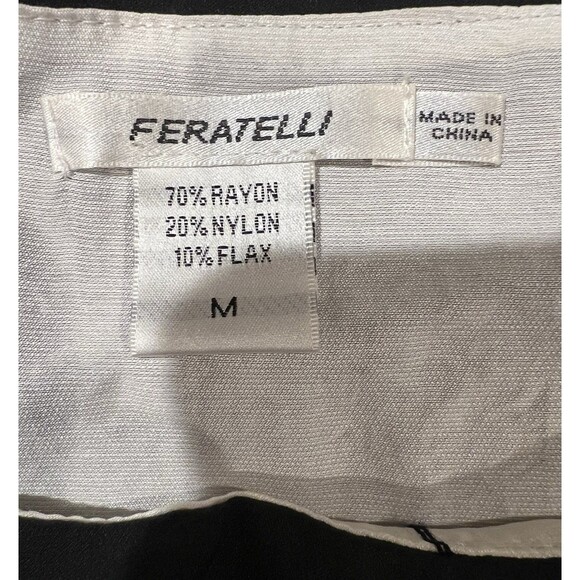 FERATELLI
MADE IN
CHINA
70% RAYON
20% NYLON
10% FLAX
M